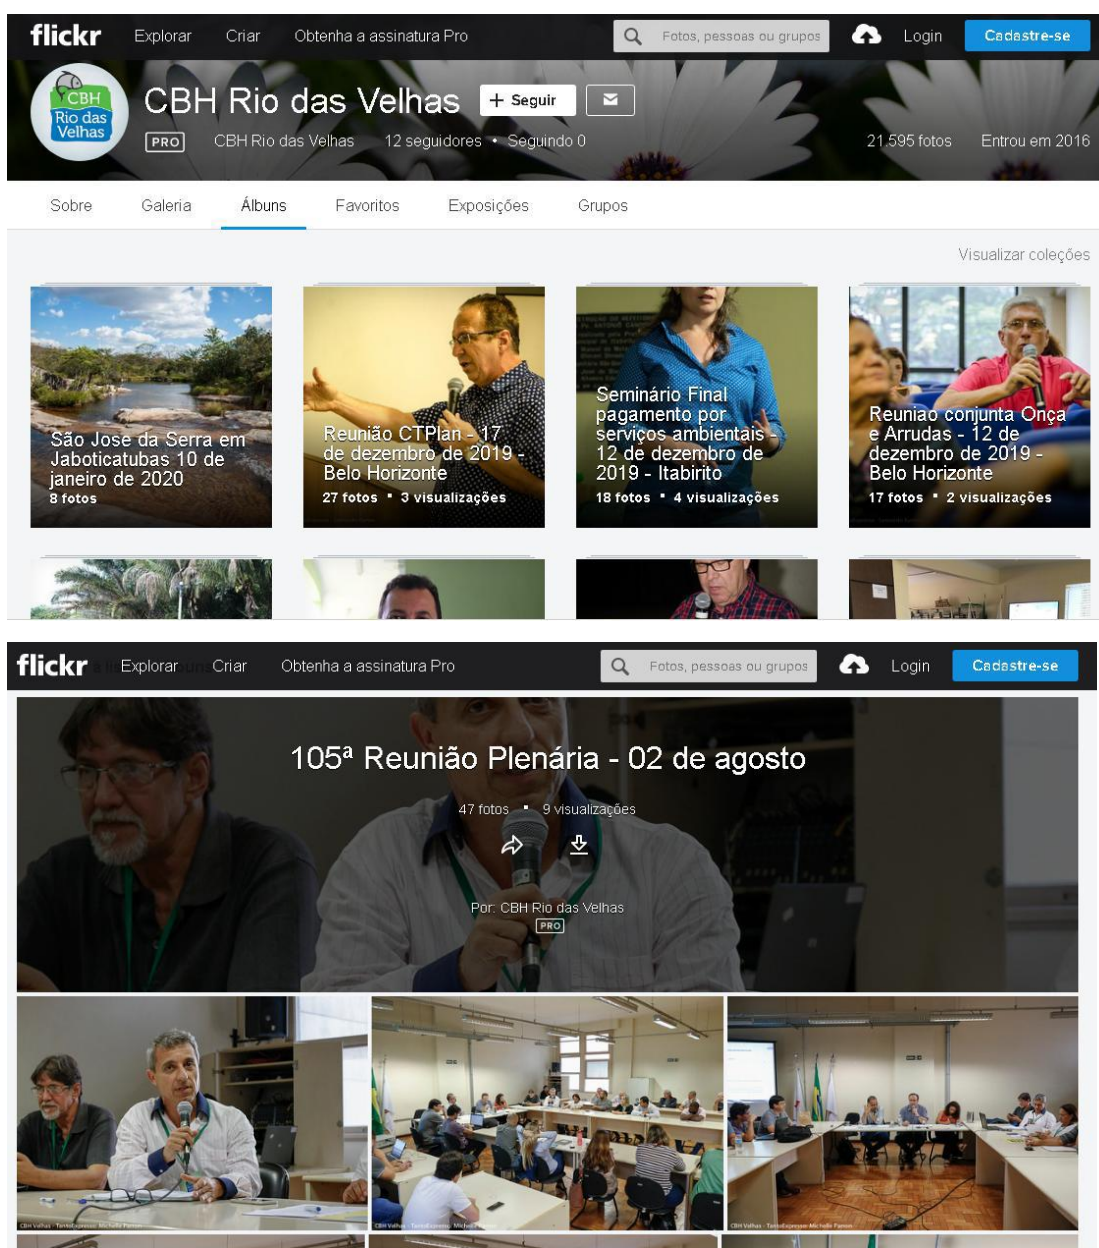 flickr Explorar Criar Obtenha a assinatura Pro Fotos, pessoas ou grupos Login Cadastre-se
CBH
Rio das
Velhas
CBH Rio das Velhas + Seguir
PRO CBH Rio das Velhas 12 seguidores • Seguindo 0 21.595 fotos Entrou em 2016
Sobre Galeria Álbuns Favoritos Exposições Grupos
Visualizar coleções
São Jose da Serra em
Jaboticatubas 10 de
janeiro de 2020
8 fotos
Reunião CTPlan - 17
de dezembro de 2019 -
Belo Horizonte
27 fotos • 3 visualizações
Seminário Final
pagamento por
serviços ambientais -
12 de dezembro de
2019 - Itabirito
18 fotos • 4 visualizações
Reuniao conjunta Onça
e Arrudas - 12 de
dezembro de 2019 -
Belo Horizonte
17 fotos • 2 visualizações
flickr Explorar Criar Obtenha a assinatura Pro Fotos, pessoas ou grupos Login Cadastre-se
105ª Reunião Plenária - 02 de agosto
47 fotos • 9 visualizações
Por: CBH Rio das Velhas
PRO